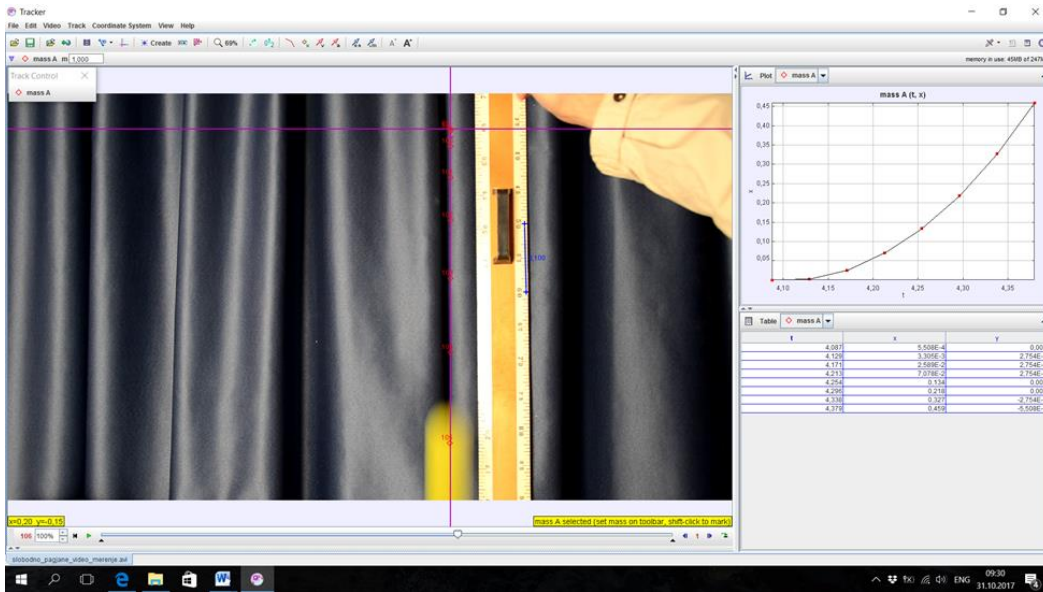 Tracker
File Edit Video Track Coordinate System View Help
Create 69%
mass A m 1,000
memory in use: 45MB of 247M
Track Control
mass A
Plot mass A
mass A (t, x)
0,45
0,40
0,35
0,30
0,25
0,20
0,15
0,10
0,05
x
4,10 4,15 4,20 4,25 4,30 4,35
t
Table mass A
t x y
4,087 5,508E-4 0,00
4,129 3,305E-3 2,754E-
4,171 2,589E-2 2,754E-
4,213 7,078E-2 2,754E-
4,254 0,134 0,00
4,296 0,218 0,00
4,338 0,327 -2,754E-
4,379 0,459 -5,508E-
x=0,20 y=-0,15
mass A selected (set mass on toolbar, shift-click to mark)
106 100% 1
slobodno_pagjane_video_merenje.avi
ENG
09:30
31.10.2017